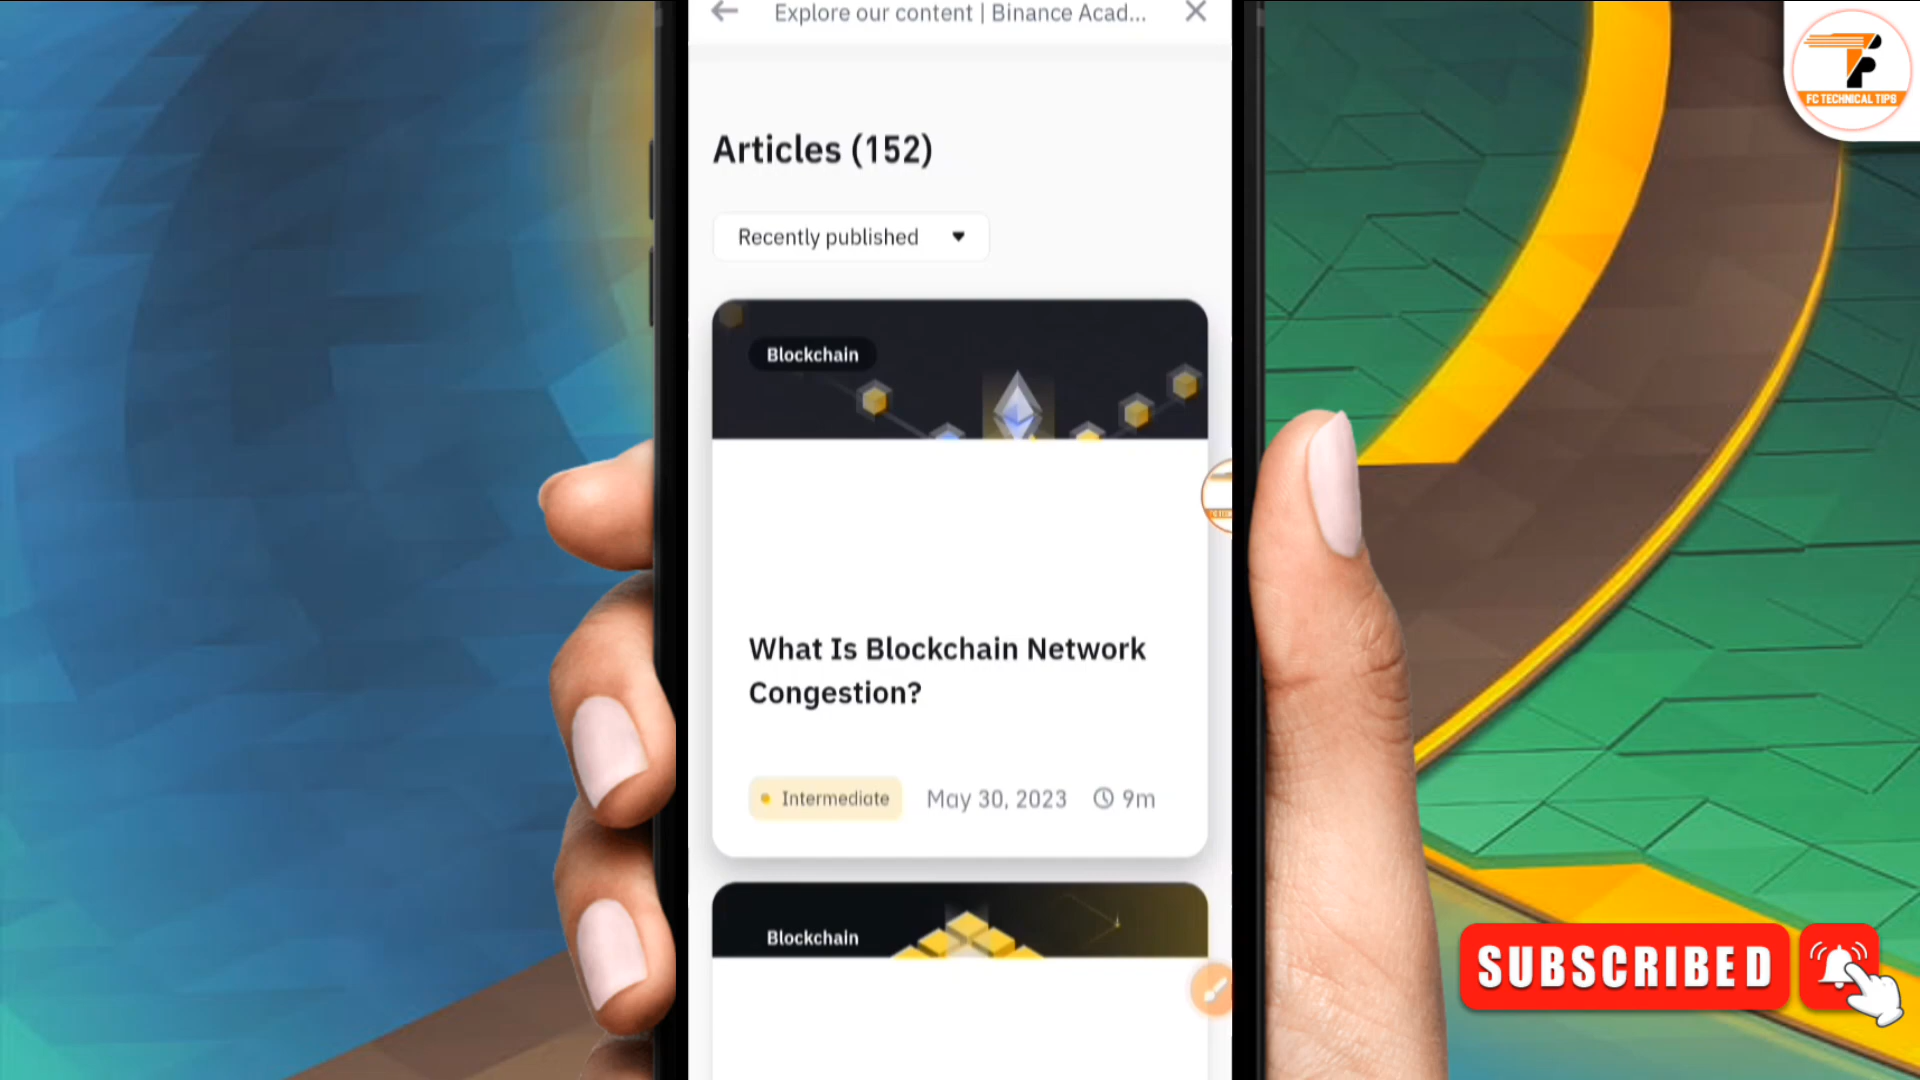 Explore our content | Binance Acad...
FC TECHNICAL TIPS
Articles (152)
Recently published
Blockchain
What Is Blockchain Network
Congestion?
Intermediate
May 30, 2023
9m
Blockchain
SUBSCRIBED